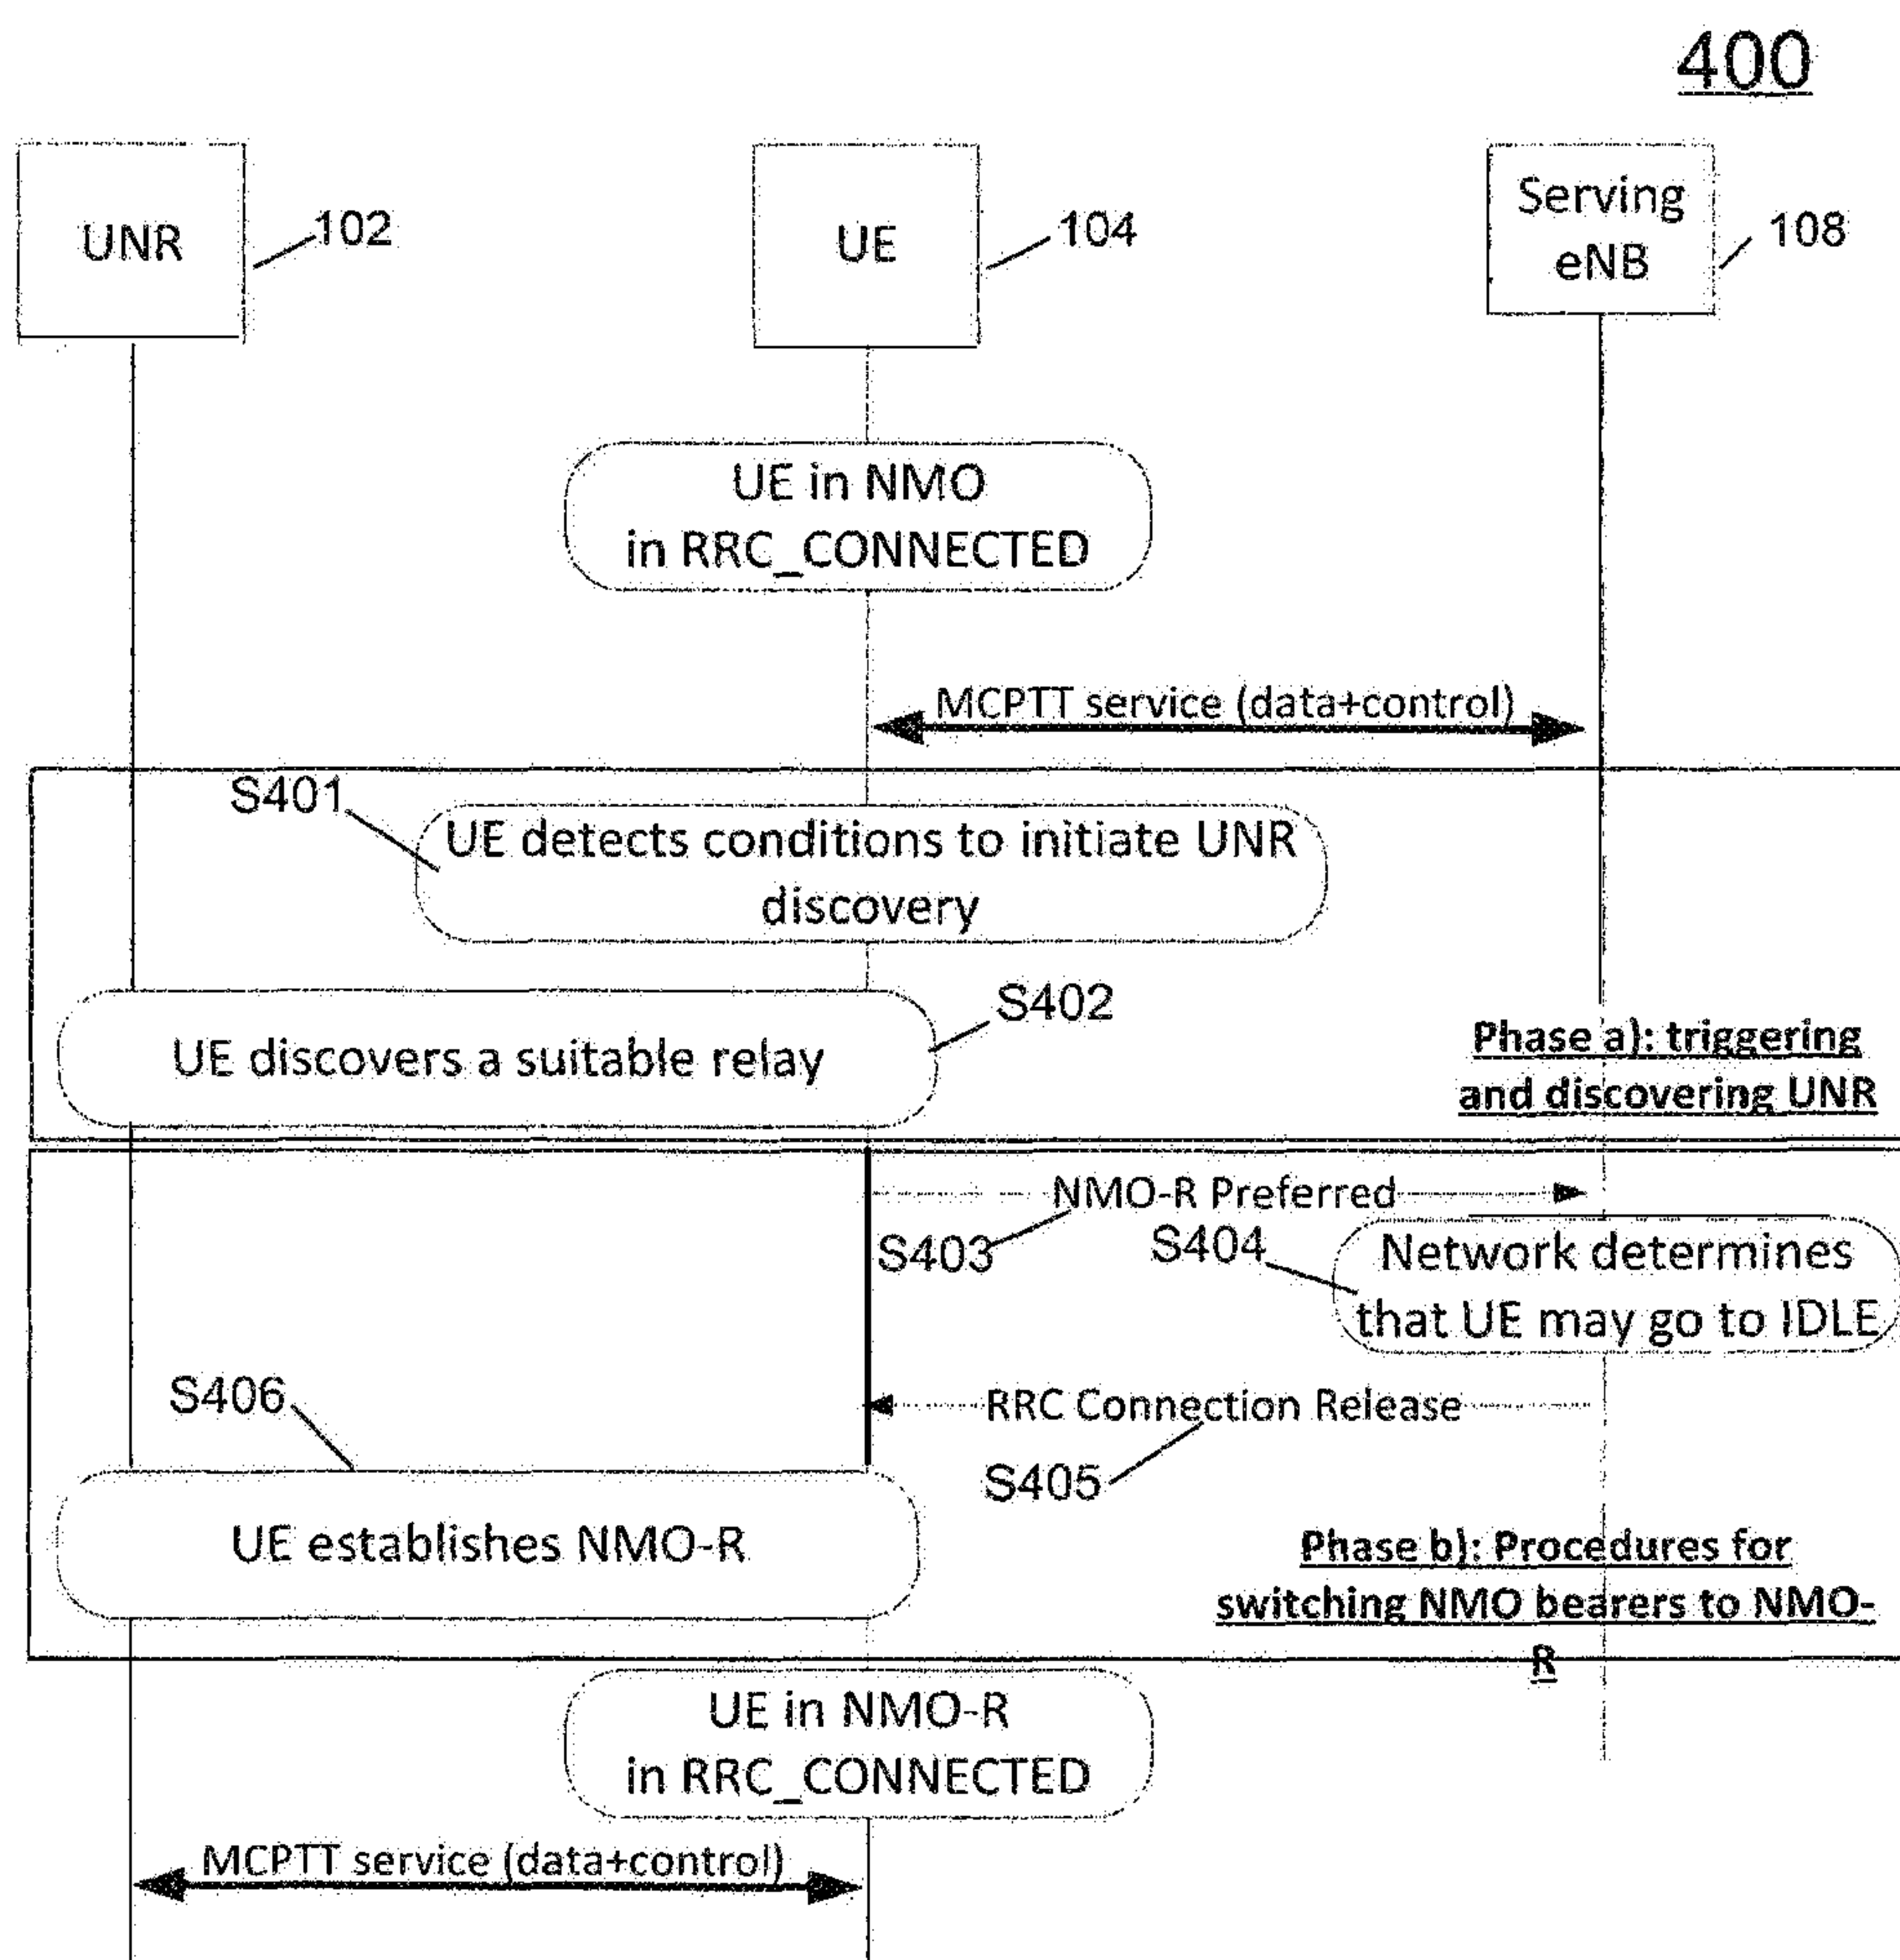 400
UNR
102
UE
104
Serving
eNB
108
UE in NMO
in RRC_CONNECTED
MCPTT service (data+control)
S401
UE detects conditions to initiate UNR
discovery
S402
UE discovers a suitable relay
Phase a): triggering
and discovering UNR
NMO-R Preferred
S403
S404
Network determines
that UE may go to IDLE
S406
RRC Connection Release
S405
UE establishes NMO-R
Phase b): Procedures for
switching NMO bearers to NMO-
R
UE in NMO-R
in RRC_CONNECTED
MCPTT service (data+control)